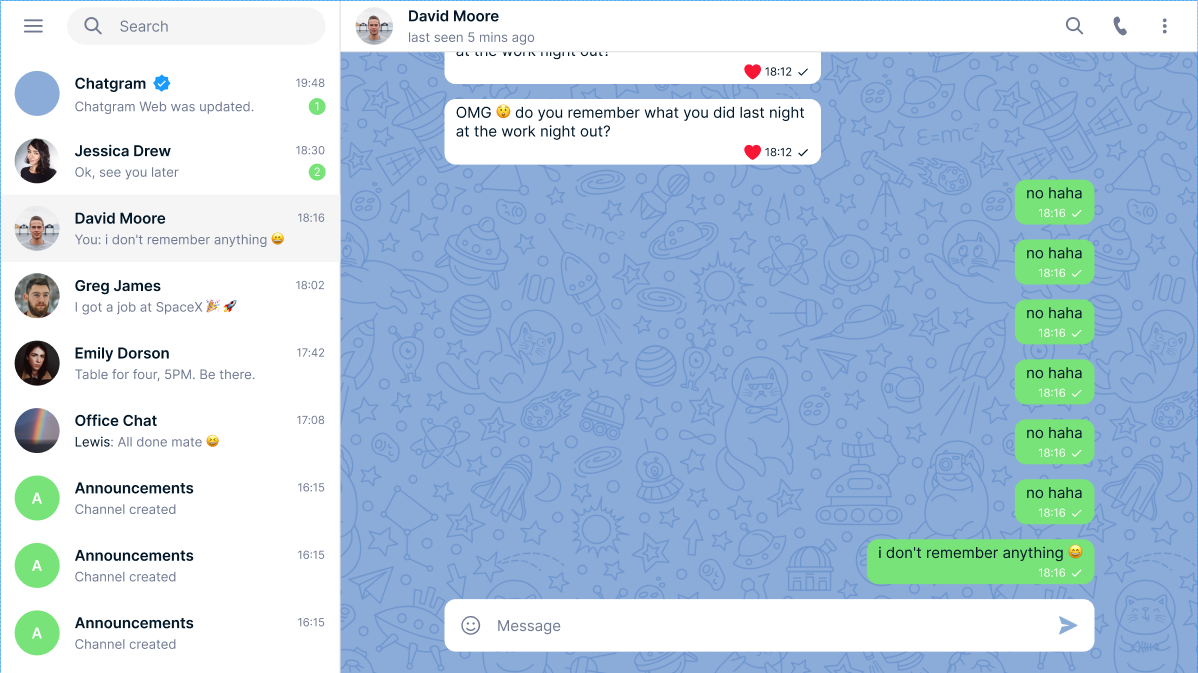 Search
Chatgram
19:48
Chatgram Web was updated.
1
Jessica Drew
18:30
Ok, see you later
2
David Moore
18:16
You: i don't remember anything 😄
Greg James
18:02
I got a job at SpaceX 🎉 🚀
Emily Dorson
17:42
Table for four, 5PM. Be there.
Office Chat
17:08
Lewis: All done mate 😅
A
Announcements
16:15
Channel created
A
Announcements
16:15
Channel created
A
Announcements
16:15
Channel created
David Moore
last seen 5 mins ago
at the work night out?
❤️ 18:12 ✓
OMG 😲 do you remember what you did last night
at the work night out?
❤️ 18:12 ✓
E=mc²
E=mc²
no haha
18:16 ✓
no haha
18:16 ✓
no haha
18:16 ✓
no haha
18:16 ✓
no haha
18:16 ✓
no haha
18:16 ✓
i don't remember anything 😄
18:16 ✓
Message